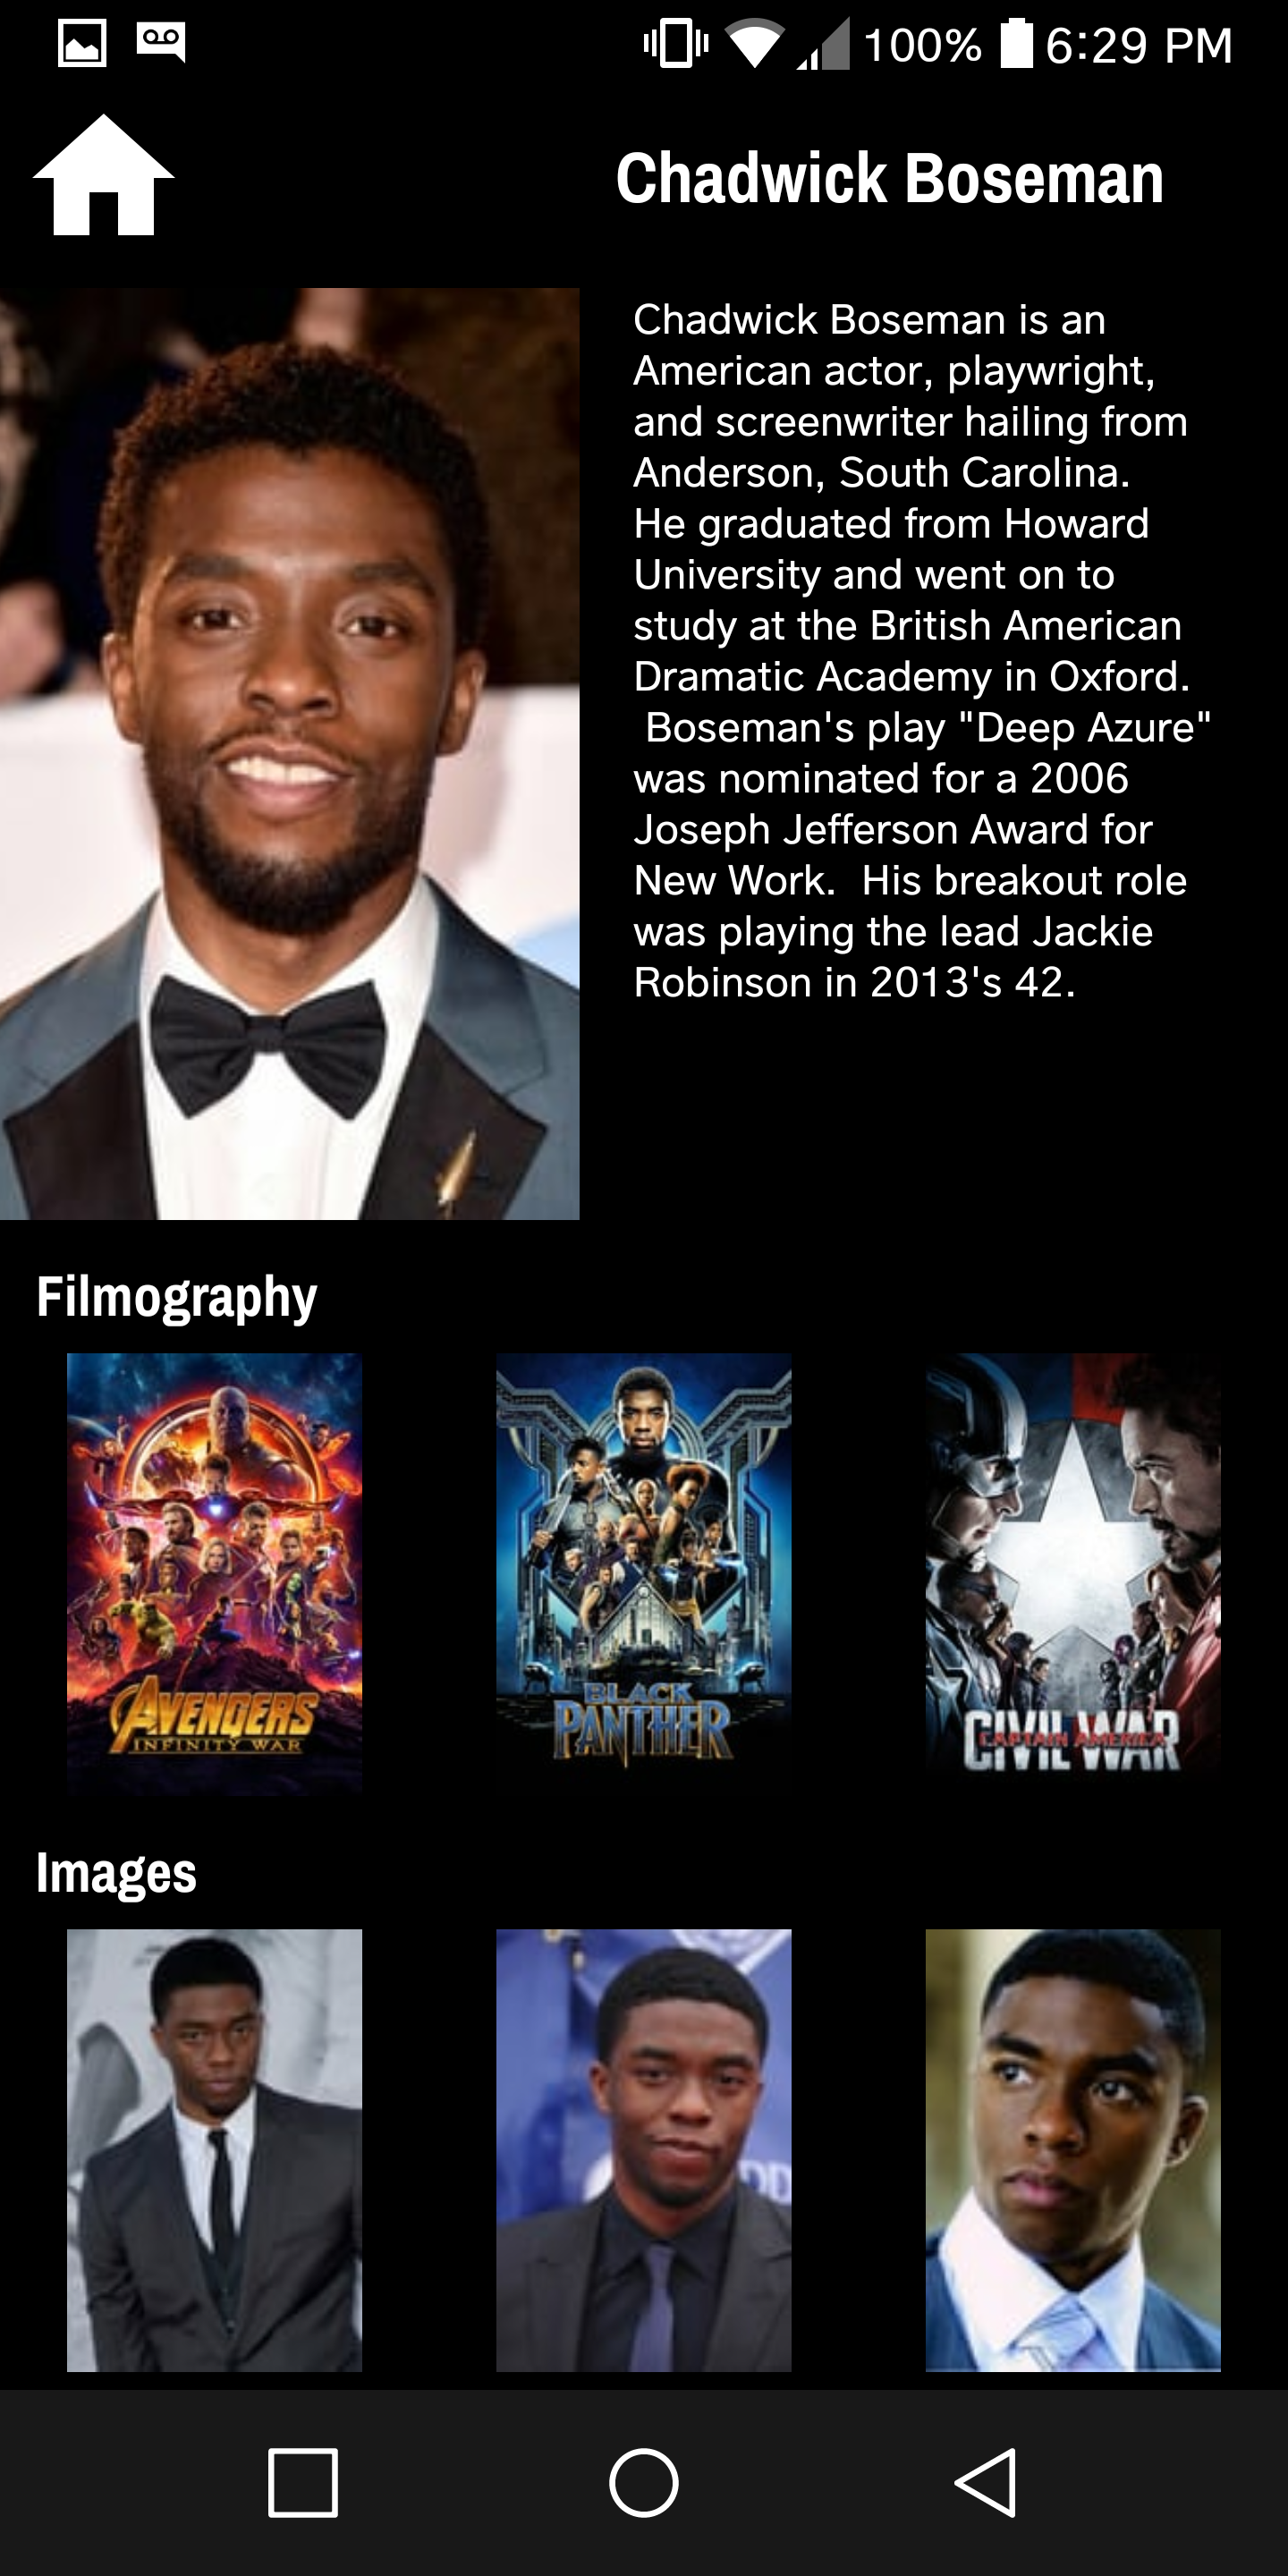 100% 6:29 PM
Chadwick Boseman
Chadwick Boseman is an
American actor, playwright,
and screenwriter hailing from
Anderson, South Carolina.
He graduated from Howard
University and went on to
study at the British American
Dramatic Academy in Oxford.
Boseman's play "Deep Azure"
was nominated for a 2006
Joseph Jefferson Award for
New Work.  His breakout role
was playing the lead Jackie
Robinson in 2013's 42.
Filmography
AVENGERS
INFINITY WAR
BLACK
PANTHER
CIVIL WAR
CAPTAIN AMERICA
Images